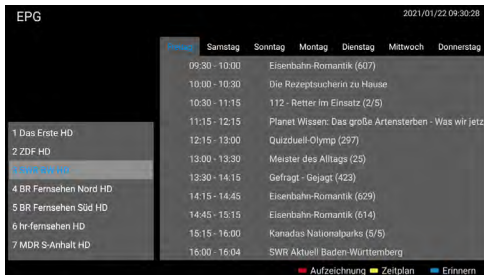 EPG
2021/01/22 09:30:28
Samstag Sonntag Montag Dienstag Mittwoch Donnerstag
09:30 - 10:00 Eisenbahn-Romantik (607)
10:00 - 10:30 Die Rezeptsucherin zu Hause
10:30 - 11:15 112 - Retter im Einsatz (2/5)
11:15 - 12:15 Planet Wissen: Das große Artensterben - Was wir jetz
12:15 - 13:00 Quizduell-Olymp (297)
13:00 - 13:30 Meister des Alltags (25)
13:30 - 14:15 Gefragt - Gejagt (423)
14:15 - 14:45 Eisenbahn-Romantik (629)
14:45 - 15:15 Eisenbahn-Romantik (614)
15:15 - 16:00 Kanadas Nationalparks (5/5)
16:00 - 16:04 SWR Aktuell Baden-Württemberg
1 Das Erste HD
2 ZDF HD
4 BR Fernsehen Nord HD
5 BR Fernsehen Süd HD
6 hr-fernsehen HD
7 MDR S-Anhalt HD
Aufzeichnung Zeitplan Erinnern